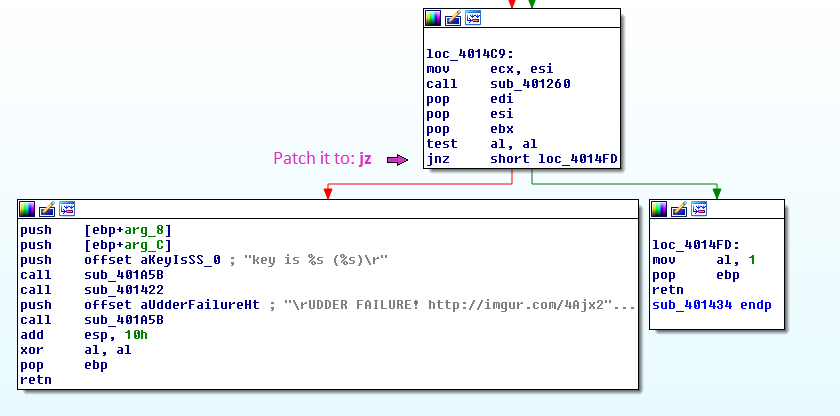 loc_4014C9:
mov ecx, esi
call sub_401260
pop edi
pop esi
pop ebx
test al, al
Patch it to: jz
jnz short loc_4014FD
push [ebp+arg_8]
push [ebp+arg_C]
push offset aKeyIsSS_0 ; "key is %s (%s)\r"
call sub_401A5B
call sub_401422
push offset aUdderFailureHt ; "\rUDDER FAILURE! http://imgur.com/4Ajx2"...
call sub_401A5B
add esp, 10h
xor al, al
pop ebp
retn
loc_4014FD:
mov al, 1
pop ebp
retn
sub_401434 endp